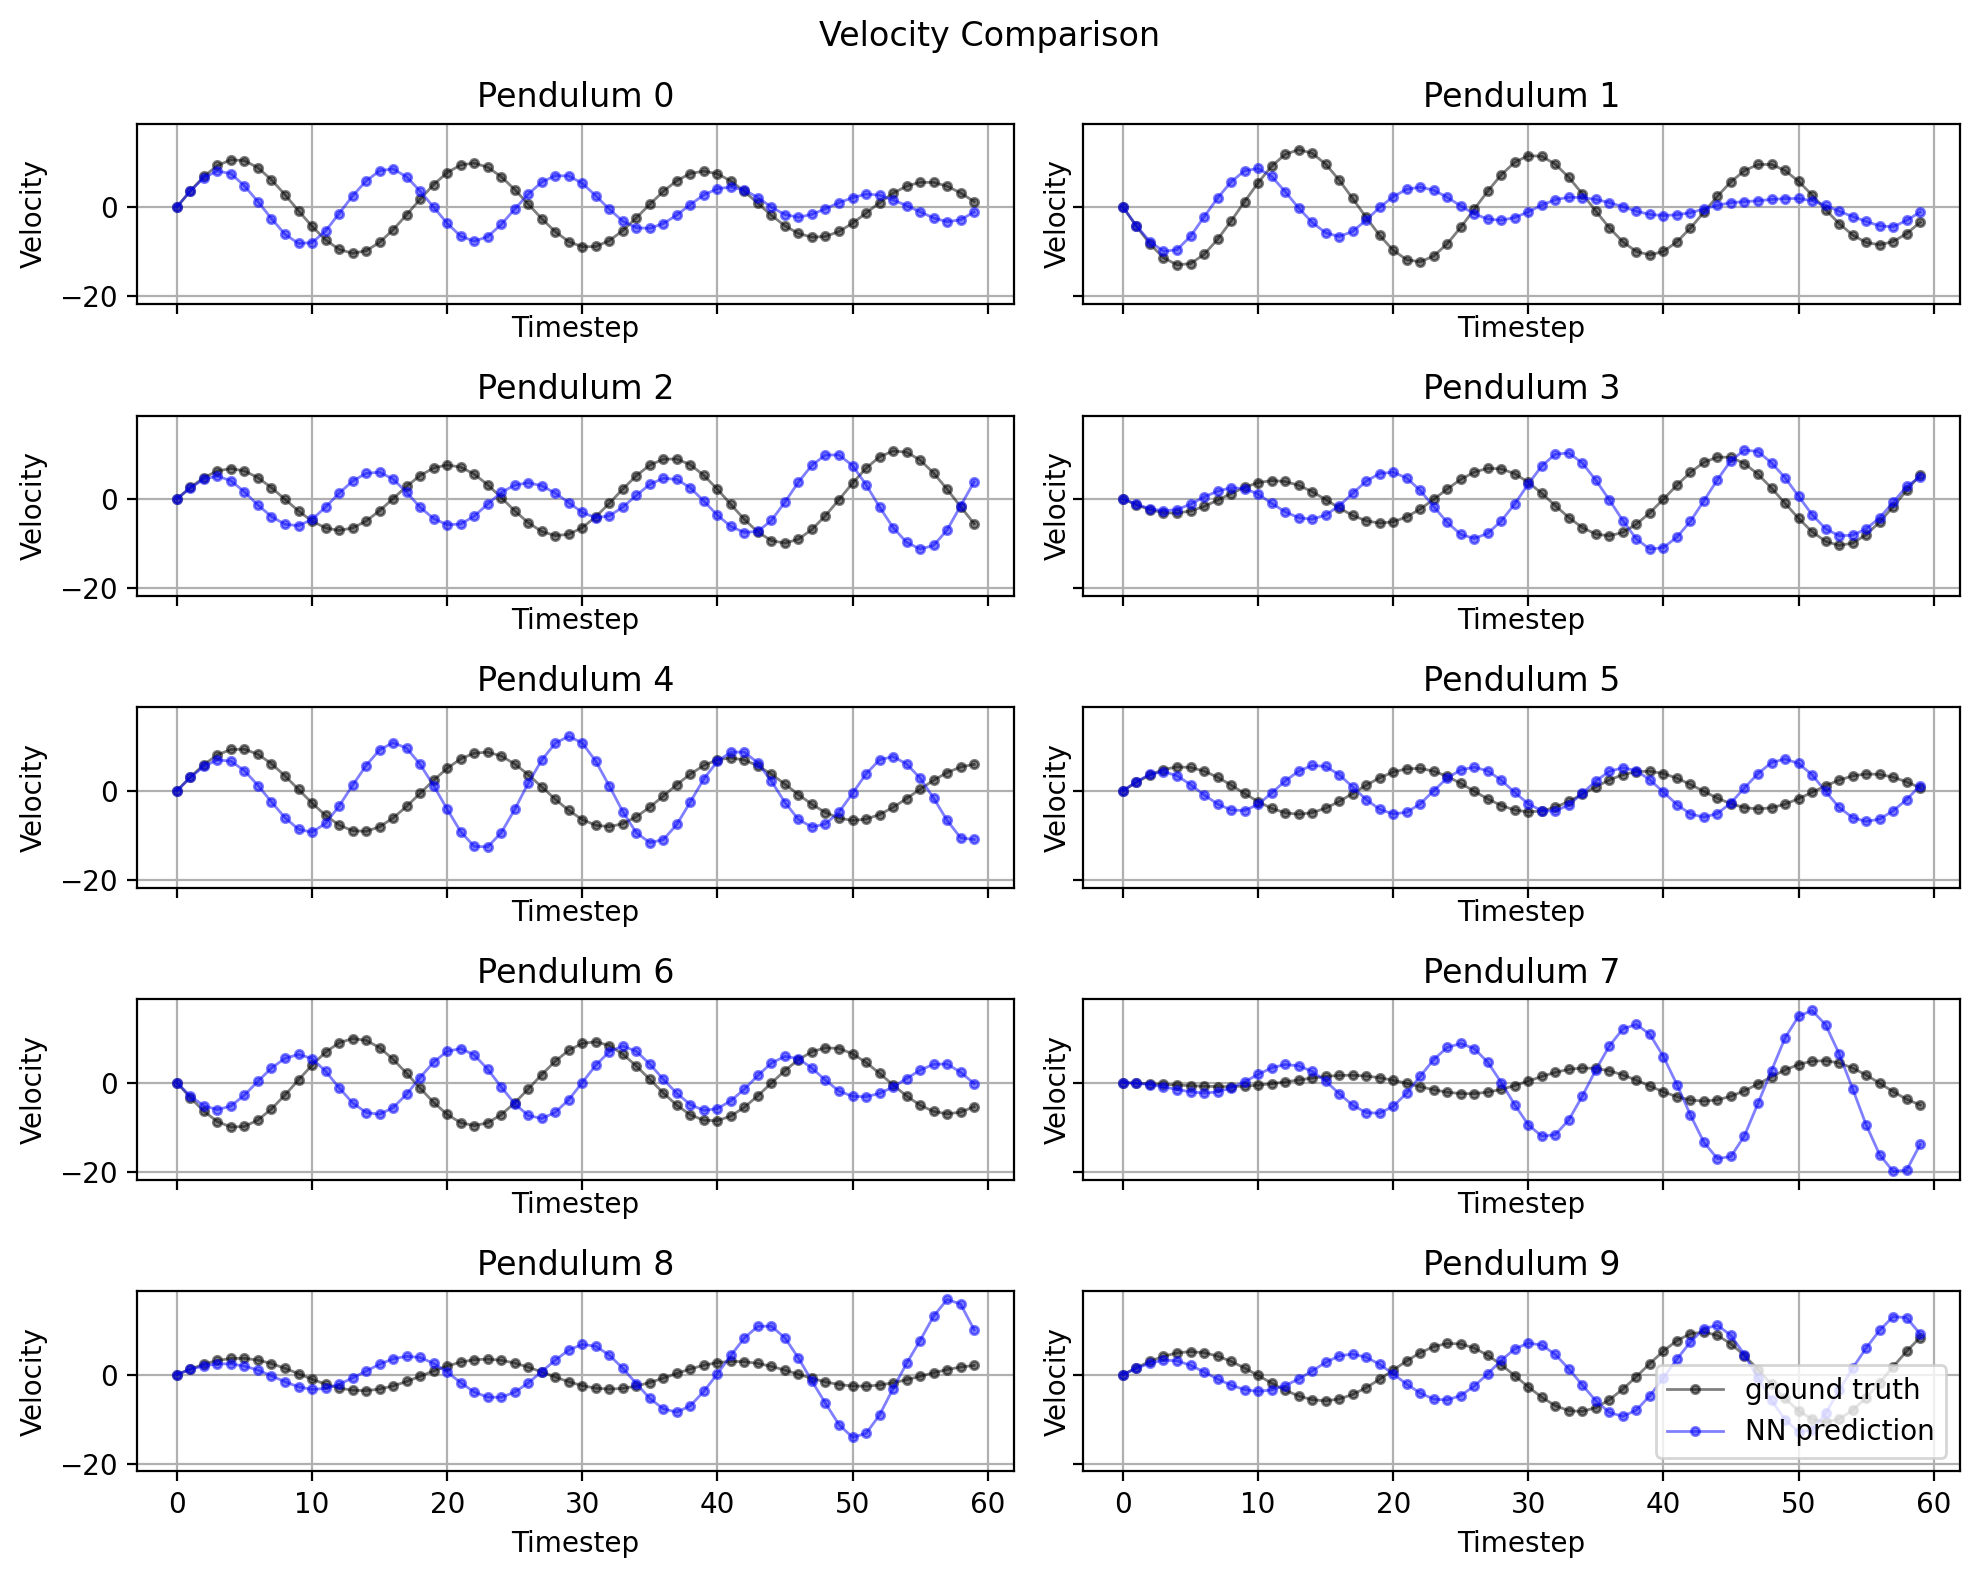 Velocity Comparison
Pendulum 0
Pendulum 1
Velocity
0
−20
Timestep
Velocity
Timestep
Pendulum 2
Pendulum 3
Velocity
0
−20
Timestep
Velocity
Timestep
Pendulum 4
Pendulum 5
Velocity
0
−20
Timestep
Velocity
Timestep
Pendulum 6
Pendulum 7
Velocity
0
−20
Timestep
Velocity
Timestep
Pendulum 8
Pendulum 9
Velocity
0
−20
0 10 20 30 40 50 60
Timestep
Velocity
ground truth
NN prediction
0 10 20 30 40 50 60
Timestep